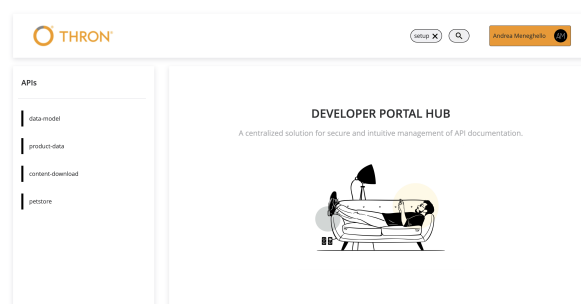 THRON
setup
Andrea Meneghello
AM
APIs
data-model
product-data
content-download
petstore
DEVELOPER PORTAL HUB
A centralized solution for secure and intuitive management of API documentation.